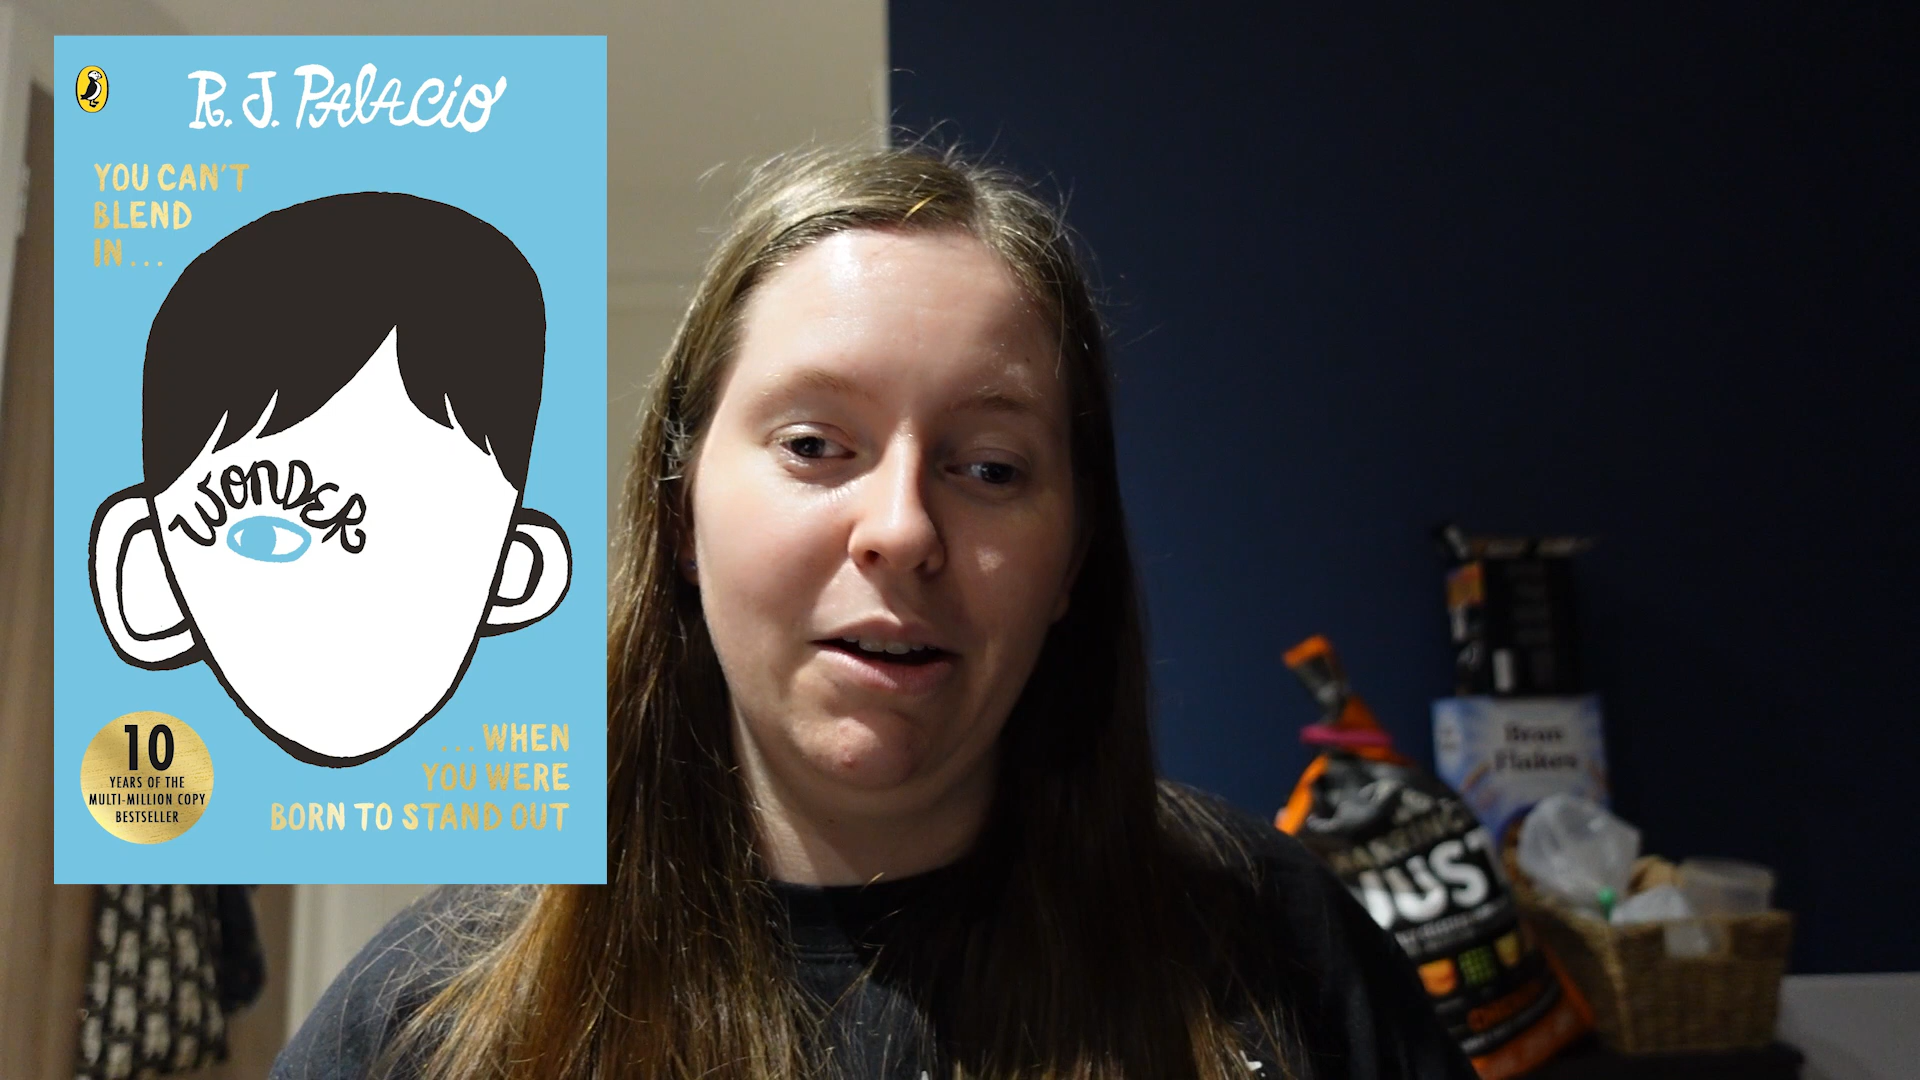 R. J. PALACIO
YOU CAN'T
BLEND
IN...
WONDER
10
YEARS OF THE
MULTI-MILLION COPY
BESTSELLER
...WHEN
YOU WERE
BORN TO STAND OUT
Bran
Flakes